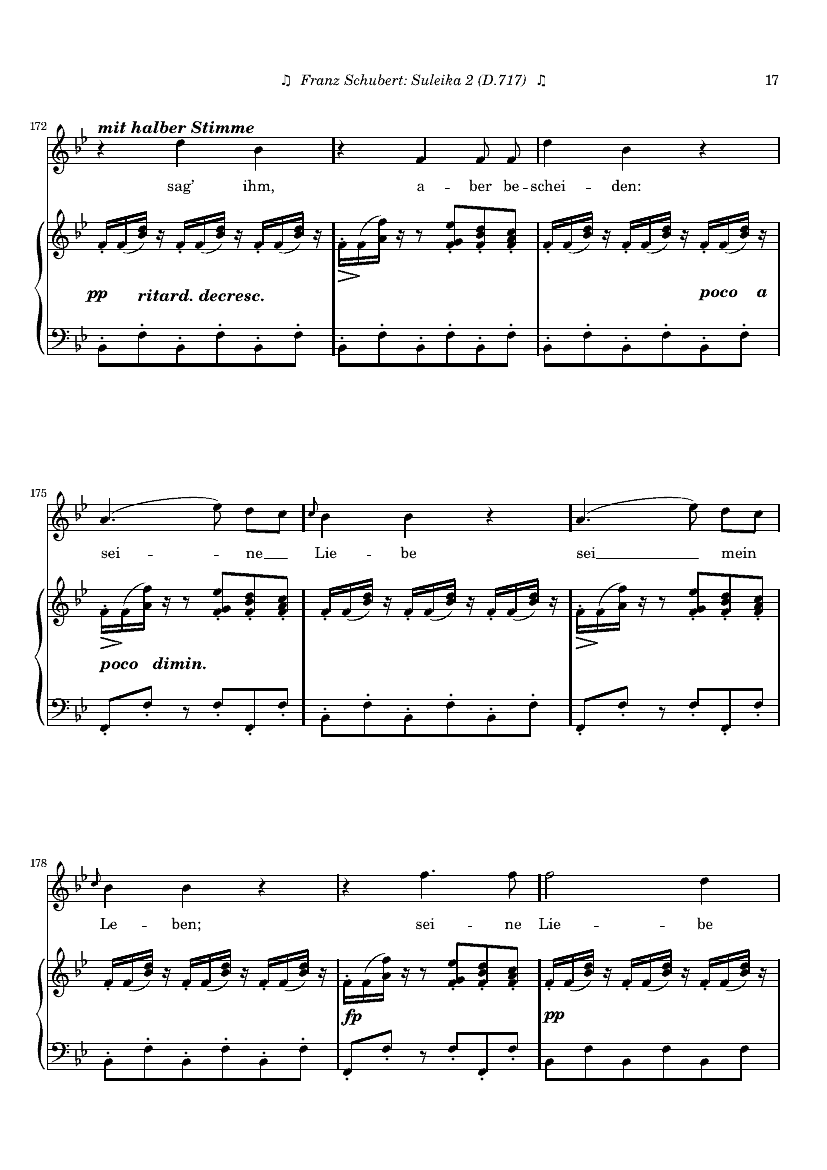 ♫ Franz Schubert: Suleika 2 (D.717) ♫ 17
172 mit halber Stimme
sag’ ihm, a - ber be - schei - den:
pp ritard. decresc. poco a
175
sei - - ne Lie - be sei mein
poco dimin.
178
Le - ben; sei - ne Lie - - be
fp pp